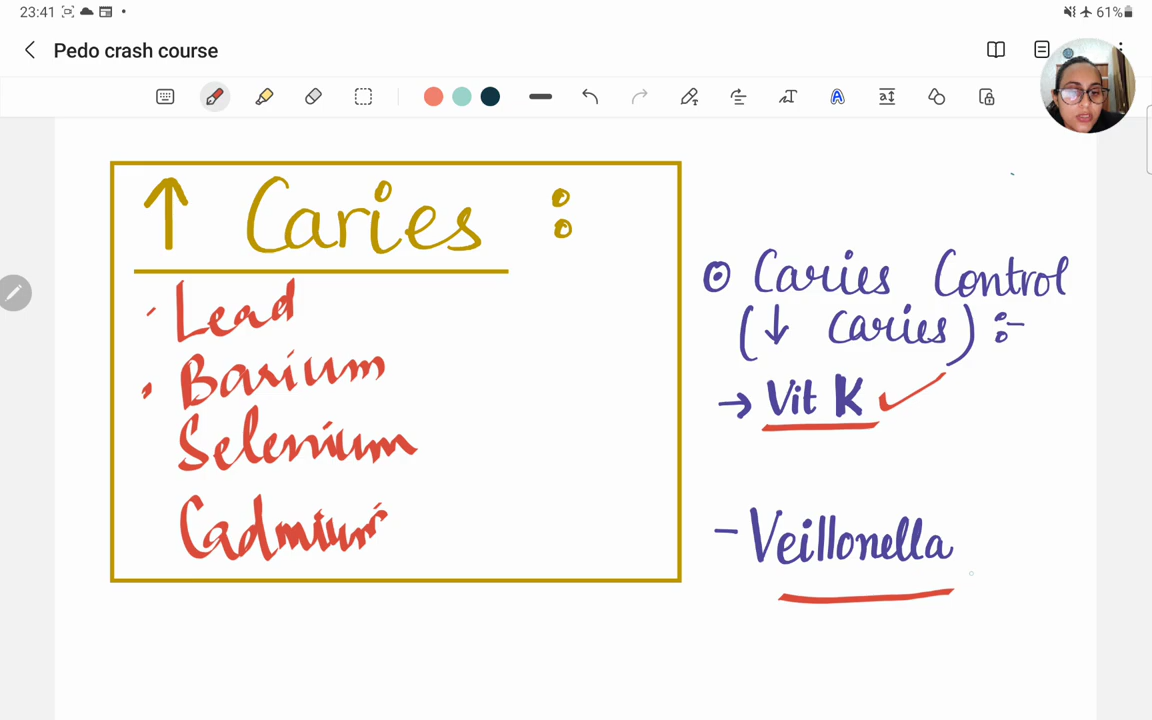 23:41
61%
Pedo crash course
↑ Caries :
· Lead
· Barium
Selenium
Cadmium
⊙ Caries Control
(↓ Caries) :-
→ Vit K ✓
- Veillonella